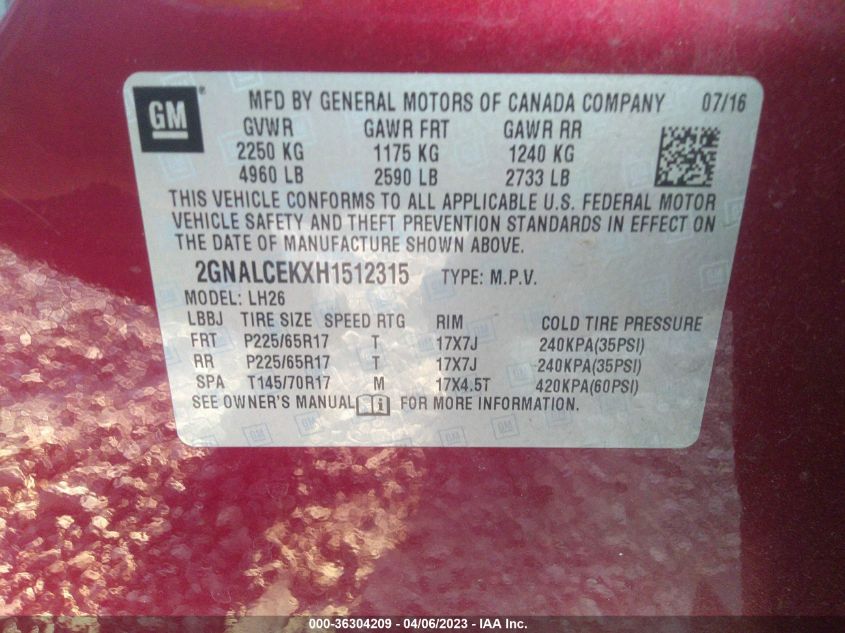 GM ® MFD BY GENERAL MOTORS OF CANADA COMPANY 07/16
GVWR GAWR FRT GAWR RR
2250 KG 1175 KG 1240 KG
4960 LB 2590 LB 2733 LB
THIS VEHICLE CONFORMS TO ALL APPLICABLE U.S. FEDERAL MOTOR
VEHICLE SAFETY AND THEFT PREVENTION STANDARDS IN EFFECT ON
THE DATE OF MANUFACTURE SHOWN ABOVE.
2GNALCEKXH1512315 TYPE: M.P.V.
MODEL: LH26
LBBJ TIRE SIZE SPEED RTG RIM COLD TIRE PRESSURE
FRT P225/65R17 T 17X7J 240KPA(35PSI)
RR P225/65R17 T 17X7J 240KPA(35PSI)
SPA T145/70R17 M 17X4.5T 420KPA(60PSI)
SEE OWNER'S MANUAL i FOR MORE INFORMATION.
GM GM
000-36304209 - 04/06/2023 - IAA Inc.